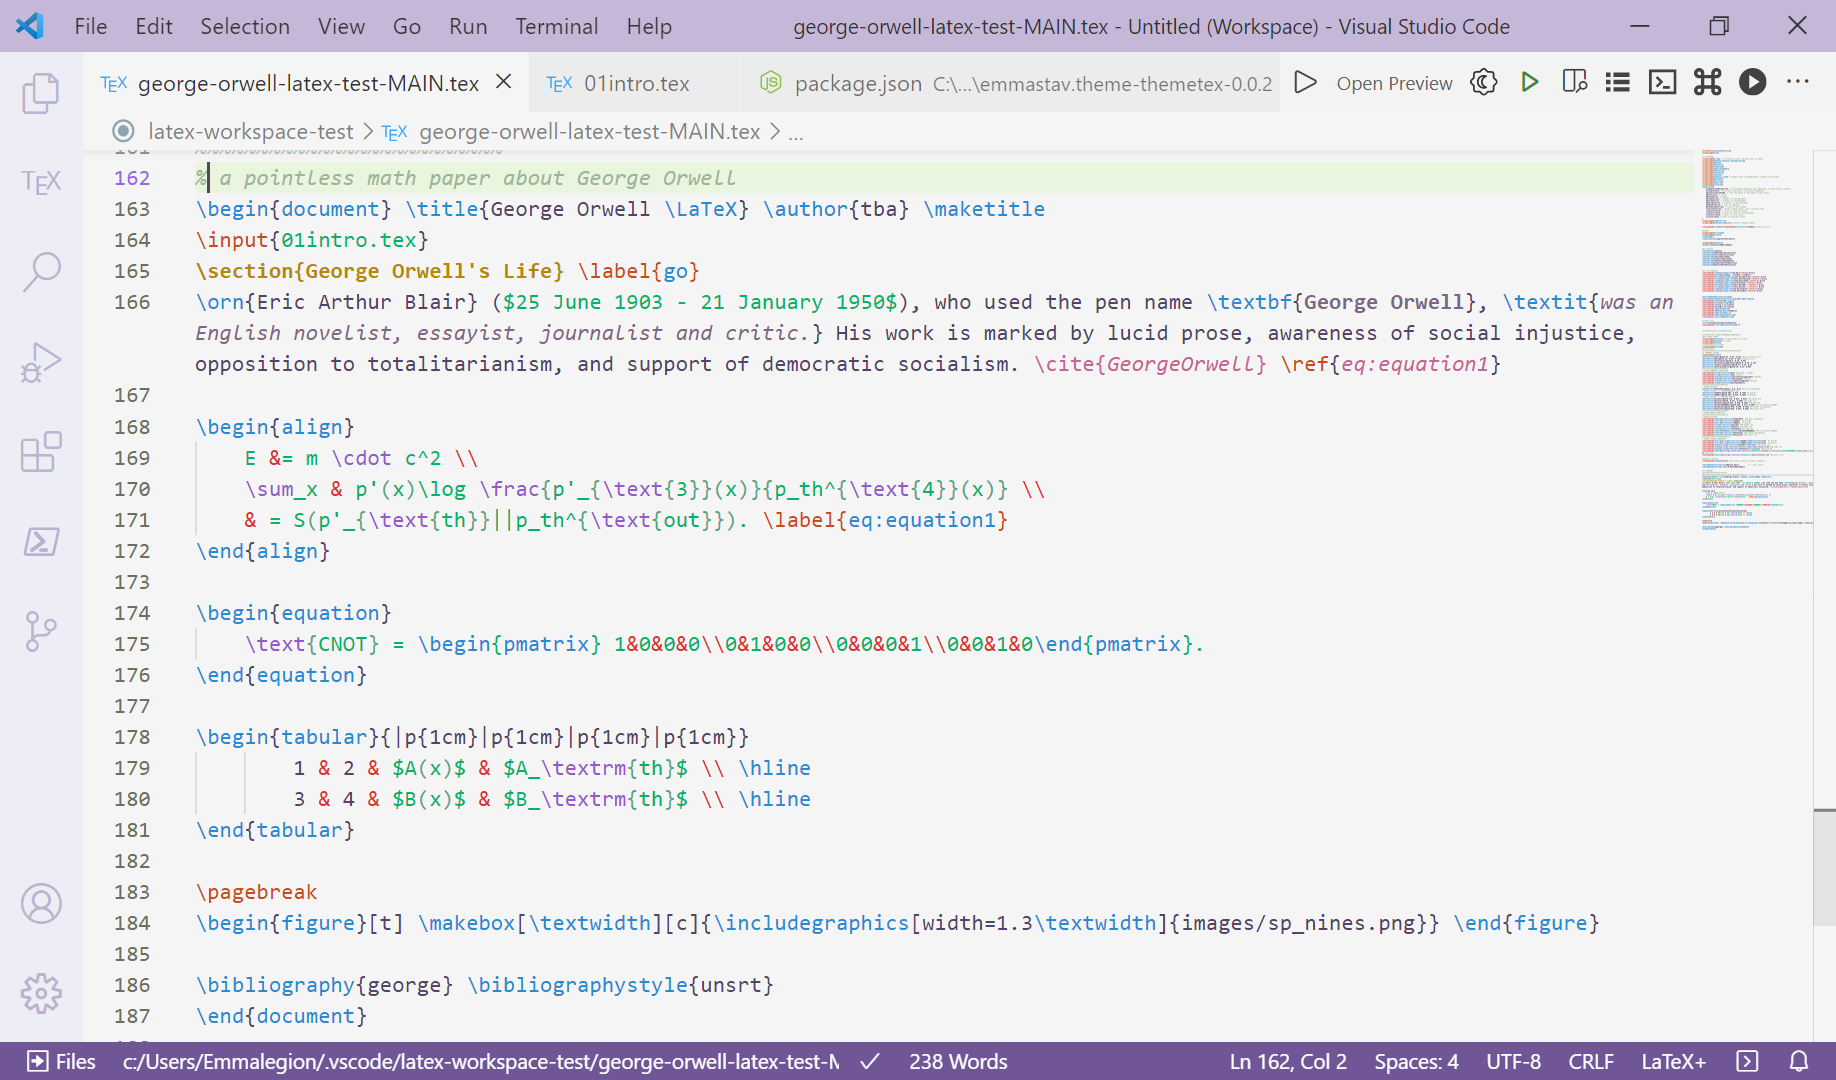 File Edit Selection View Go Run Terminal Help george-orwell-latex-test-MAIN.tex - Untitled (Workspace) - Visual Studio Code
TEX george-orwell-latex-test-MAIN.tex TEX 01intro.tex JS package.json C:\...\emmastav.theme-themetex-0.0.2 Open Preview
latex-workspace-test > TEX george-orwell-latex-test-MAIN.tex > ...
TEX
162 % a pointless math paper about George Orwell
163 \begin{document} \title{George Orwell \LaTeX} \author{tba} \maketitle
164 \input{01intro.tex}
165 \section{George Orwell's Life} \label{go}
166 \orn{Eric Arthur Blair} ($25 June 1903 - 21 January 1950$), who used the pen name \textbf{George Orwell}, \textit{was an
English novelist, essayist, journalist and critic.} His work is marked by lucid prose, awareness of social injustice,
opposition to totalitarianism, and support of democratic socialism. \cite{GeorgeOrwell} \ref{eq:equation1}
167
168 \begin{align}
169 E &= m \cdot c^2 \\
170 \sum_x & p'(x)\log \frac{p'_{\text{3}}(x)}{p_th^{\text{4}}(x)} \\
171 & = S(p'_{\text{th}}||p_th^{\text{out}}). \label{eq:equation1}
172 \end{align}
173
174 \begin{equation}
175 \text{CNOT} = \begin{pmatrix} 1&0&0&0\\0&1&0&0\\0&0&0&1\\0&0&1&0\end{pmatrix}.
176 \end{equation}
177
178 \begin{tabular}{|p{1cm}|p{1cm}|p{1cm}|p{1cm}}
179 1 & 2 & $A(x)$ & $A_\textrm{th}$ \\ \hline
180 3 & 4 & $B(x)$ & $B_\textrm{th}$ \\ \hline
181 \end{tabular}
182
183 \pagebreak
184 \begin{figure}[t] \makebox[\textwidth][c]{\includegraphics[width=1.3\textwidth]{images/sp_nines.png}} \end{figure}
185
186 \bibliography{george} \bibliographystyle{unsrt}
187 \end{document}
Files c:/Users/Emmalegion/.vscode/latex-workspace-test/george-orwell-latex-test-M 238 Words Ln 162, Col 2 Spaces: 4 UTF-8 CRLF LaTeX+